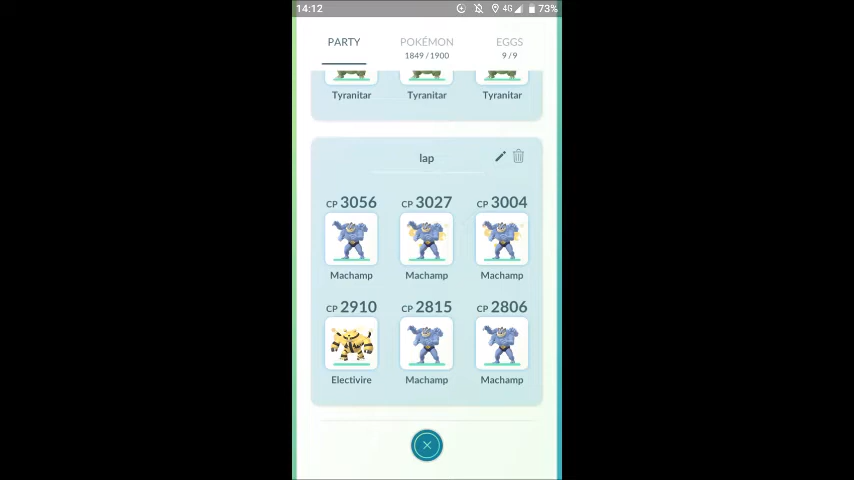 14:12 4G 73%
PARTY POKÉMON EGGS
1849 / 1900 9 / 9
Tyranitar Tyranitar Tyranitar
lap
CP 3056 CP 3027 CP 3004
Machamp Machamp Machamp
CP 2910 CP 2815 CP 2806
Electivire Machamp Machamp